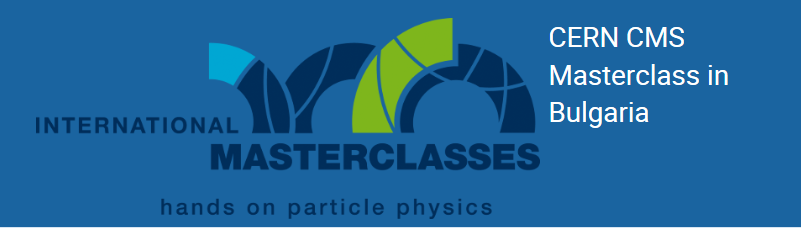 INTERNATIONAL
MASTERCLASSES
hands on particle physics
CERN CMS
Masterclass in
Bulgaria